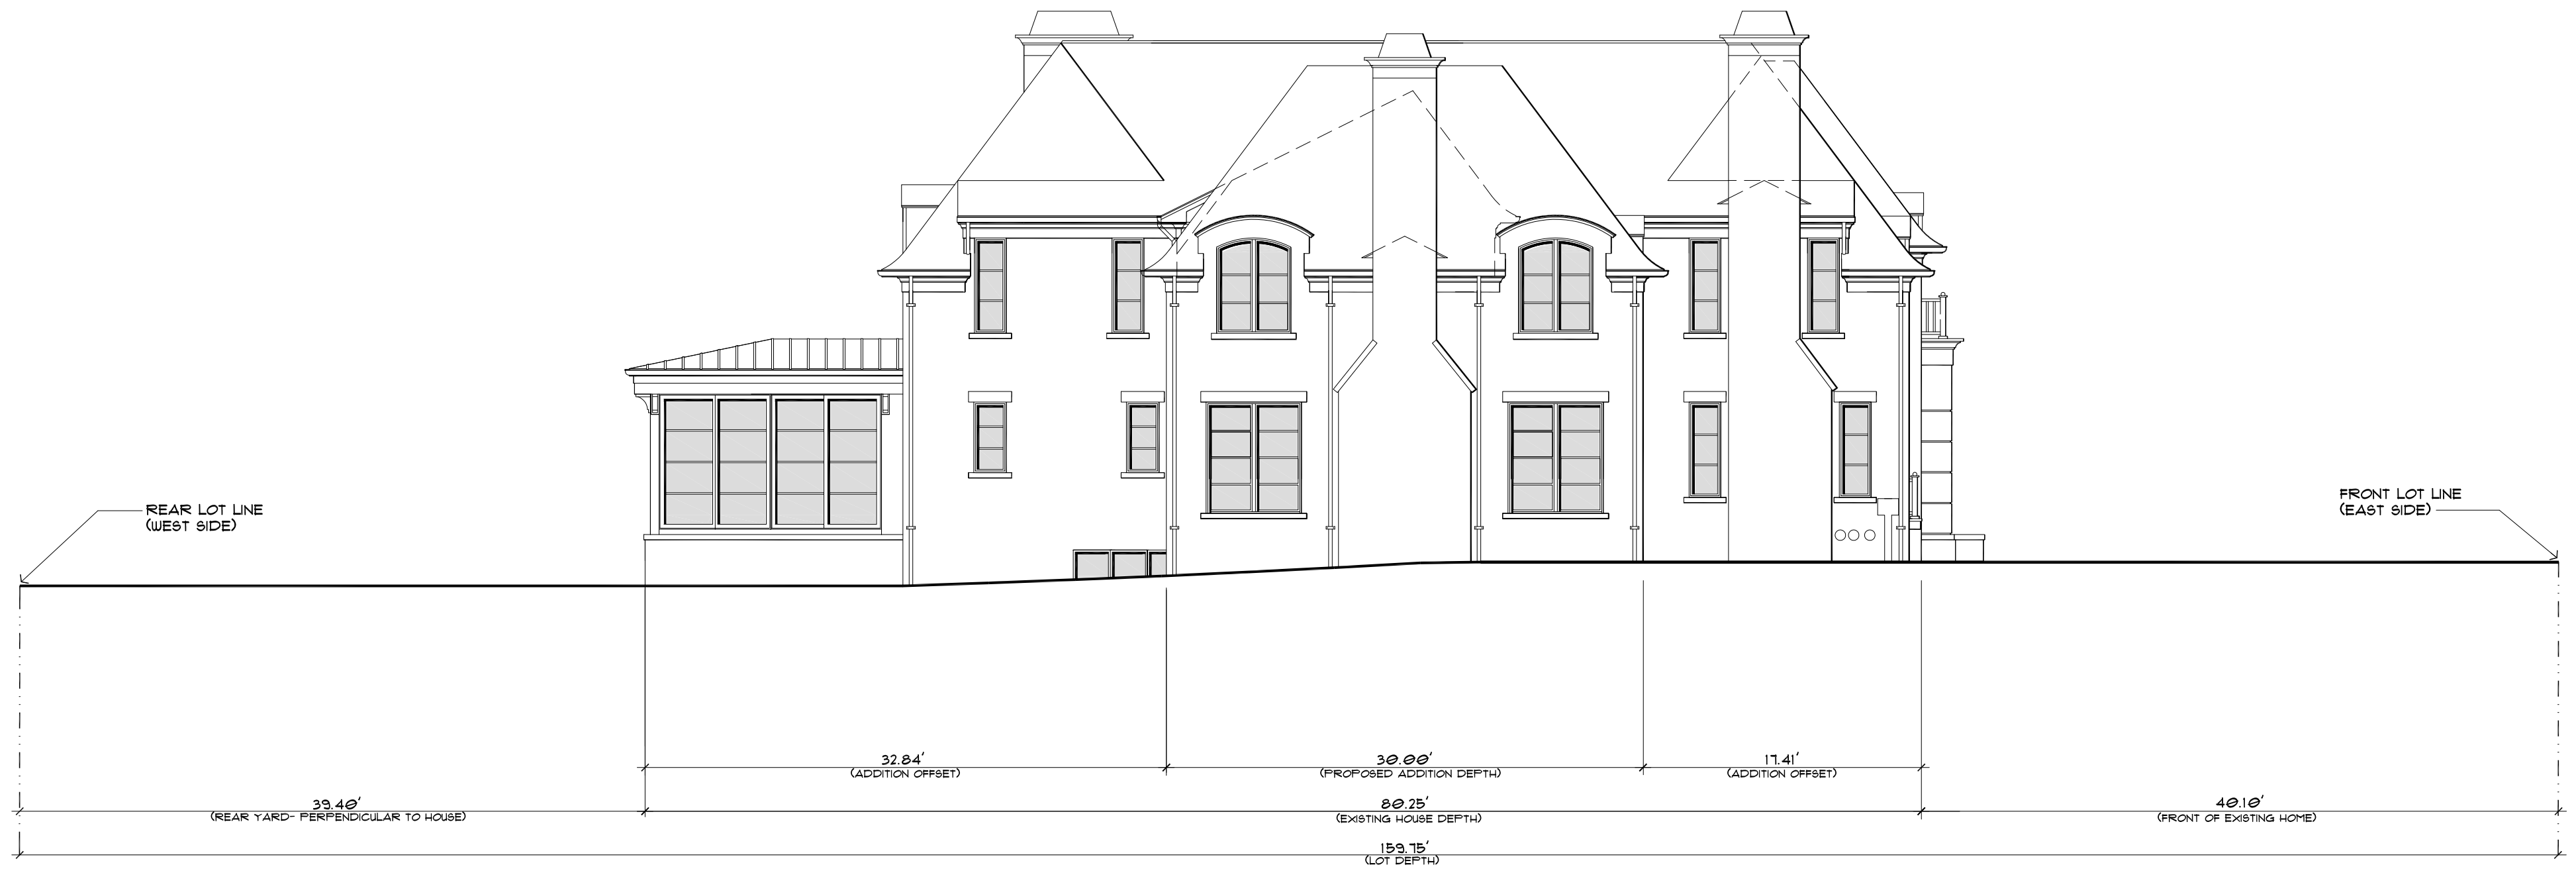 REAR LOT LINE
(WEST SIDE)
FRONT LOT LINE
(EAST SIDE)
32.84'
(ADDITION OFFSET)
30.00'
(PROPOSED ADDITION DEPTH)
17.41'
(ADDITION OFFSET)
39.40'
(REAR YARD- PERPENDICULAR TO HOUSE)
80.25'
(EXISTING HOUSE DEPTH)
40.10'
(FRONT OF EXISTING HOME)
159.75'
(LOT DEPTH)